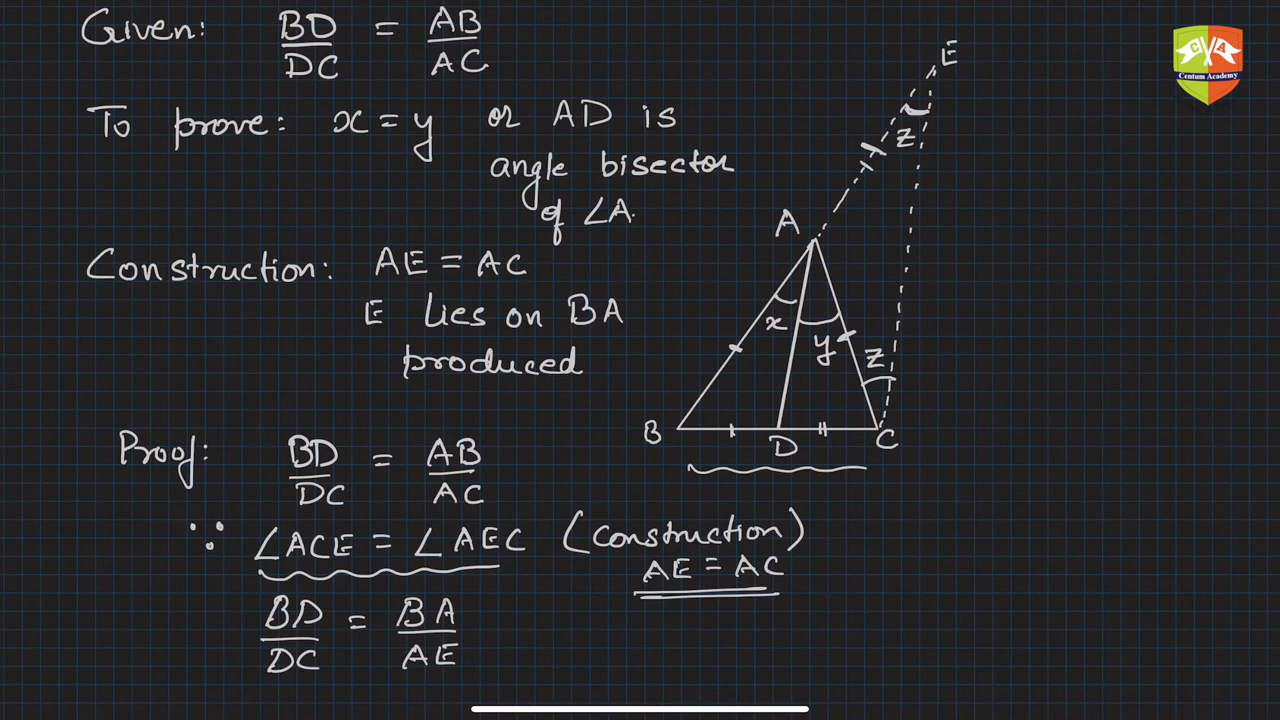 Given: BD/DC = AB/AC
To prove: x = y or AD is
angle bisector
of ∠A.
Construction: AE = AC
E lies on BA
produced
Proof: BD/DC = AB/AC
∵ ∠ACE = ∠AEC (Construction)
AE = AC
BD/DC = BA/AE
E
z
A
x
y
z
B
D
C
C A
Centum Academy